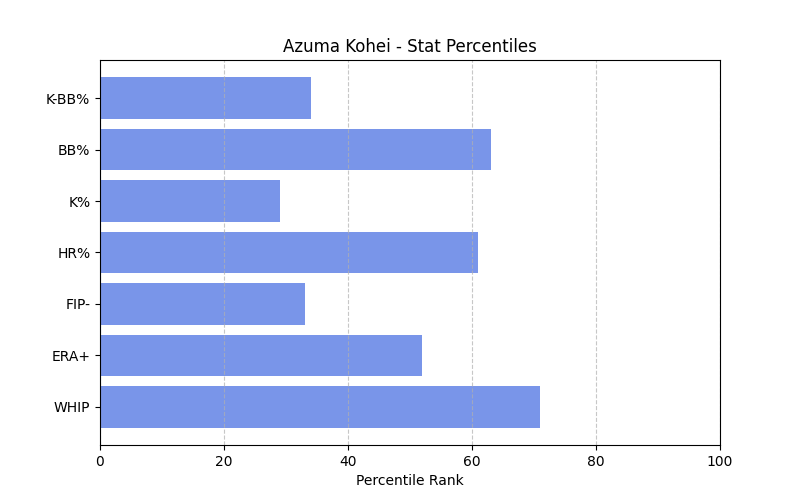 Azuma Kohei - Stat Percentiles
K-BB%
BB%
K%
HR%
FIP-
ERA+
WHIP
0 20 40 60 80 100
Percentile Rank